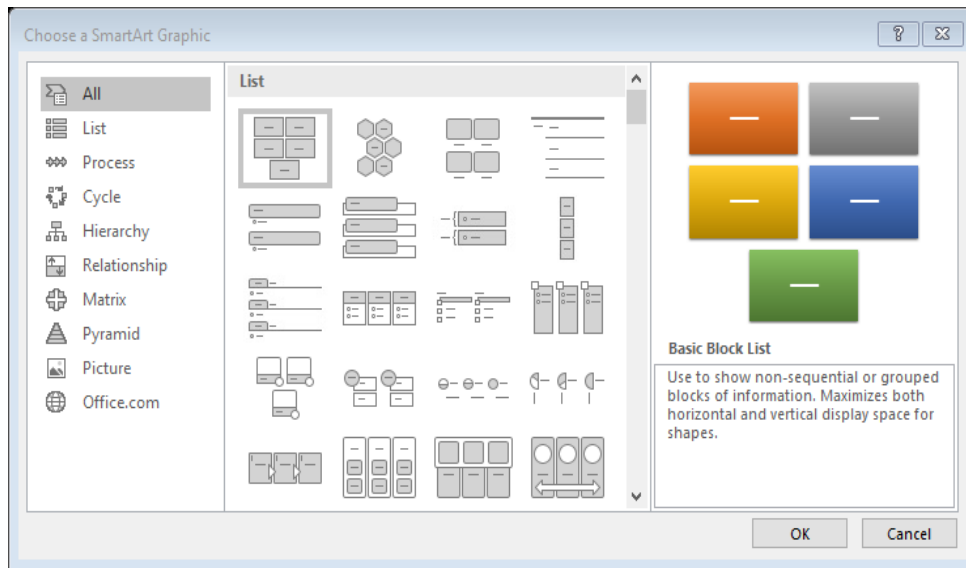 Choose a SmartArt Graphic
All
List
Process
Cycle
Hierarchy
Relationship
Matrix
Pyramid
Picture
Office.com
List
Basic Block List
Use to show non-sequential or grouped
blocks of information. Maximizes both
horizontal and vertical display space for
shapes.
OK
Cancel